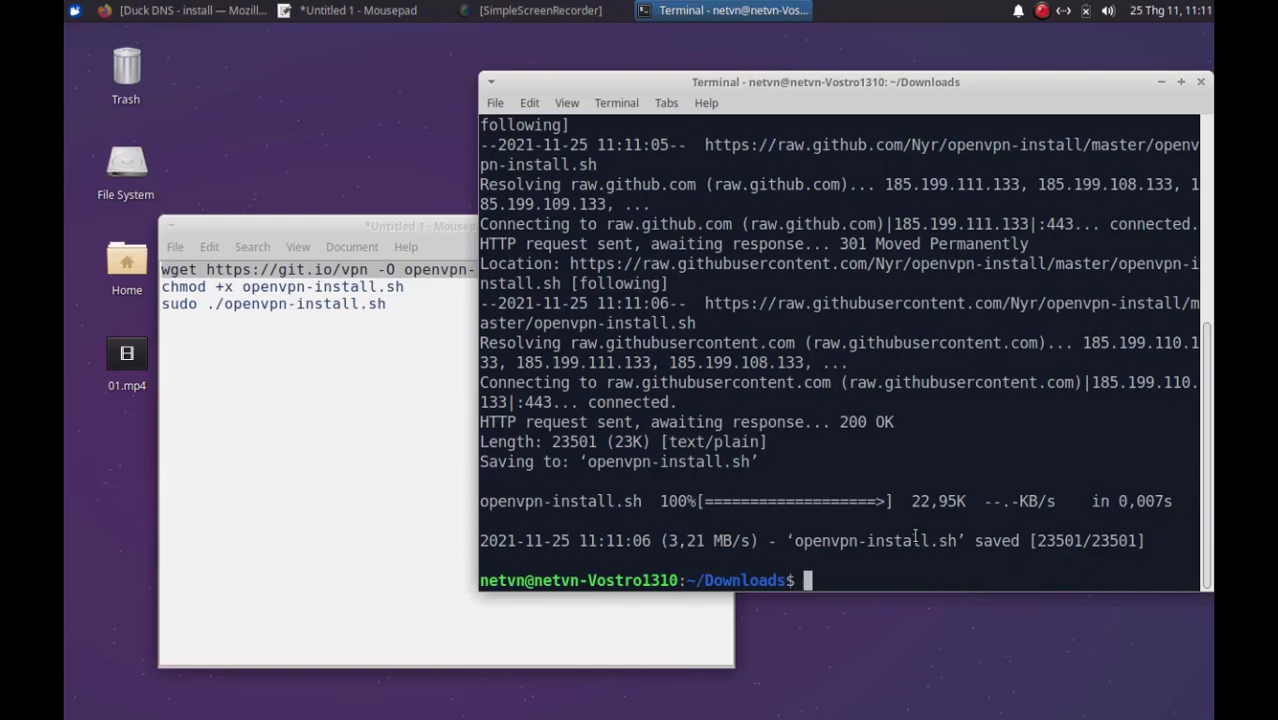 [Duck DNS - install — Mozill...
*Untitled 1 - Mousepad
[SimpleScreenRecorder]
Terminal - netvn@netvn-Vos...
25 Thg 11, 11:11
Trash
File System
Home
01.mp4
*Untitled 1 - Mousep
File Edit Search View Document Help
wget https://git.io/vpn -O openvpn-
chmod +x openvpn-install.sh
sudo ./openvpn-install.sh
Terminal - netvn@netvn-Vostro1310: ~/Downloads
File Edit View Terminal Tabs Help
following]
--2021-11-25 11:11:05--  https://raw.github.com/Nyr/openvpn-install/master/openv
pn-install.sh
Resolving raw.github.com (raw.github.com)... 185.199.111.133, 185.199.108.133, 1
85.199.109.133, ...
Connecting to raw.github.com (raw.github.com)|185.199.111.133|:443... connected.
HTTP request sent, awaiting response... 301 Moved Permanently
Location: https://raw.githubusercontent.com/Nyr/openvpn-install/master/openvpn-i
nstall.sh [following]
--2021-11-25 11:11:06--  https://raw.githubusercontent.com/Nyr/openvpn-install/m
aster/openvpn-install.sh
Resolving raw.githubusercontent.com (raw.githubusercontent.com)... 185.199.110.1
33, 185.199.111.133, 185.199.108.133, ...
Connecting to raw.githubusercontent.com (raw.githubusercontent.com)|185.199.110.
133|:443... connected.
HTTP request sent, awaiting response... 200 OK
Length: 23501 (23K) [text/plain]
Saving to: ‘openvpn-install.sh’
openvpn-install.sh  100%[===================>]  22,95K  --.-KB/s    in 0,007s
2021-11-25 11:11:06 (3,21 MB/s) - ‘openvpn-install.sh’ saved [23501/23501]
netvn@netvn-Vostro1310:~/Downloads$